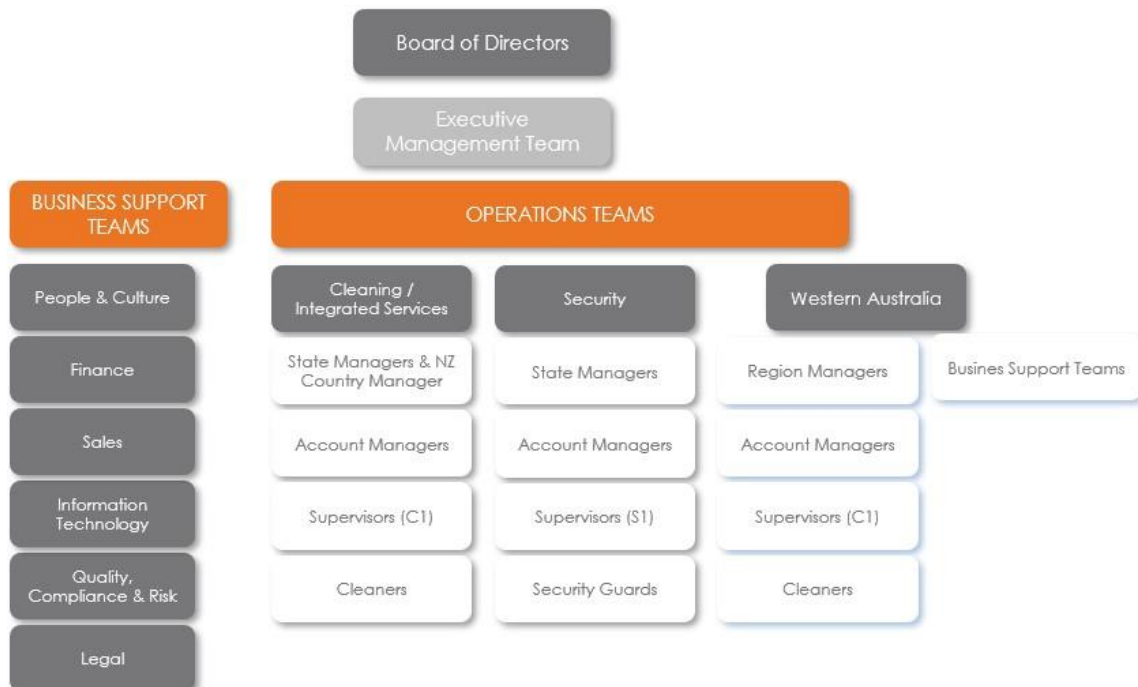 Board of Directors
Executive
Management Team
BUSINESS SUPPORT
TEAMS
OPERATIONS TEAMS
People & Culture
Cleaning /
Integrated Services
Security
Western Australia
Finance
State Managers & NZ
Country Manager
State Managers
Region Managers
Busines Support Teams
Sales
Account Managers
Account Managers
Account Managers
Information
Technology
Supervisors (C1)
Supervisors (S1)
Supervisors (C1)
Quality,
Compliance & Risk
Cleaners
Security Guards
Cleaners
Legal